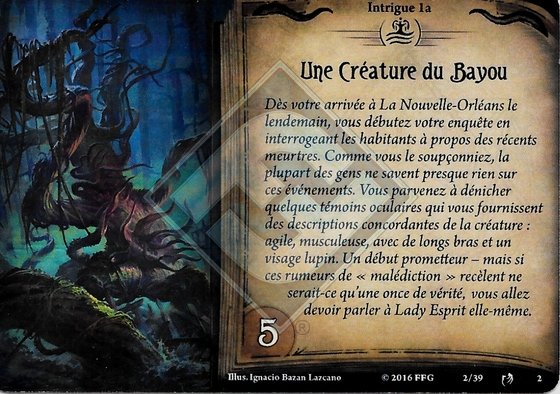 Intrigue 1a
Une Créature du Bayou
Dès votre arrivée à La Nouvelle-Orléans le
lendemain, vous débutez votre enquête en
interrogeant les habitants à propos des récents
meurtres. Comme vous le soupçonniez, la
plupart des gens ne savent presque rien sur
ces événements. Vous parvenez à dénicher
quelques témoins oculaires qui vous fournissent
des descriptions concordantes de la créature :
agile, musculeuse, avec de longs bras et un
visage lupin. Un début prometteur – mais si
ces rumeurs de « malédiction » recèlent ne
serait-ce qu'une once de vérité, vous allez
devoir parler à Lady Esprit elle-même.
5
®
Illus. Ignacio Bazan Lazcano © 2016 FFG 2/39 2